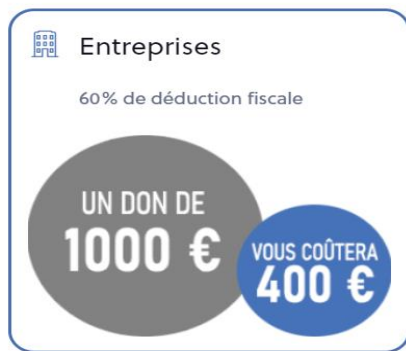 Entreprises
60% de déduction fiscale
UN DON DE
1000 €
VOUS COÛTERA
400 €